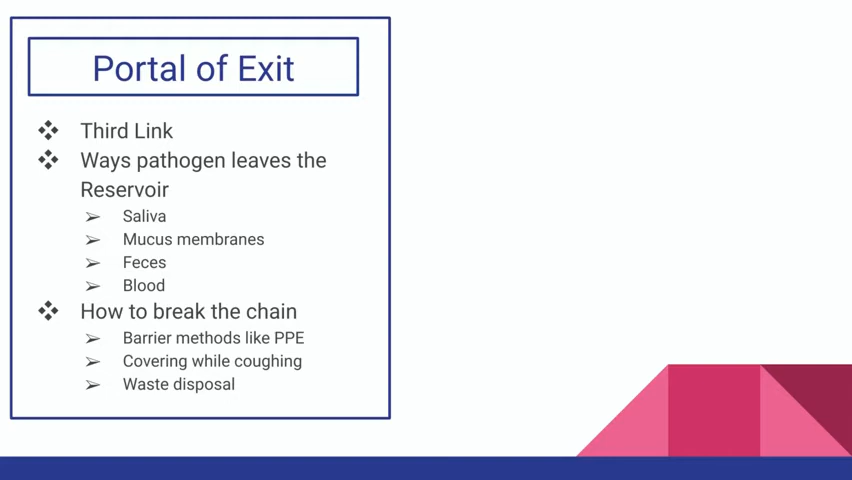 Portal of Exit
Third Link
Ways pathogen leaves the
Reservoir
Saliva
Mucus membranes
Feces
Blood
How to break the chain
Barrier methods like PPE
Covering while coughing
Waste disposal